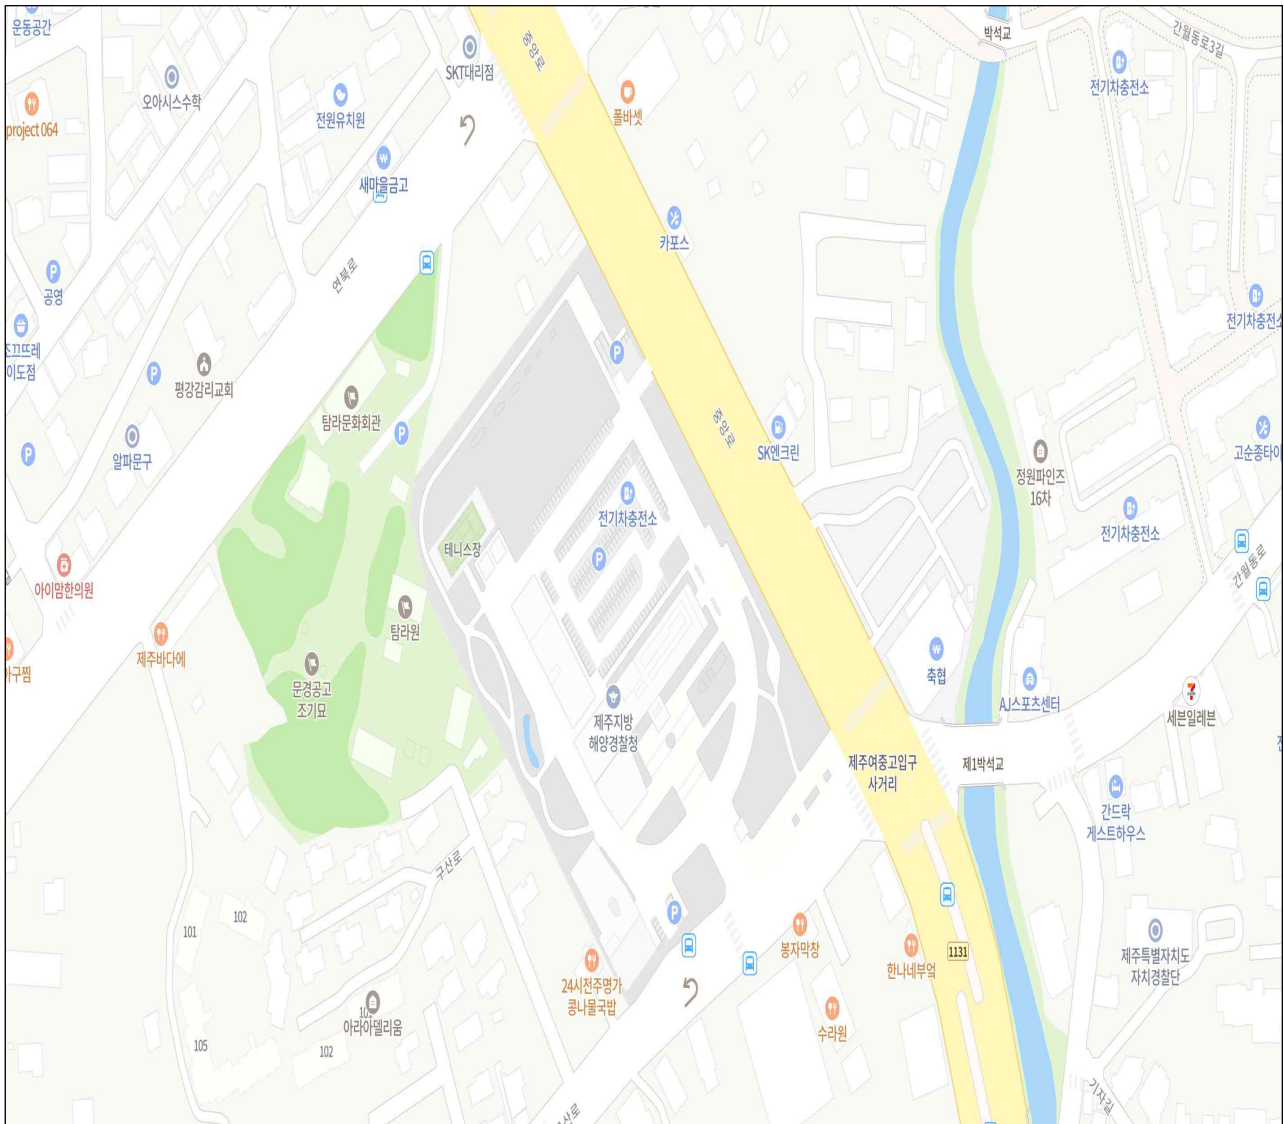 운동공간
project 064
오아시스수학
SKT대리점
전원유치원
새마을금고
중앙로
폴바셋
박석교
간월동로3길
전기차충전소
카포스
공영
연북로
이도점
평강감리교회
알파문구
탐라문화회관
중앙로
SK엔크린
전기차충전소
고순종타이
정원파인즈
16차
전기차충전소
전기차충전소
테니스장
아이맘한의원
간월동로
탐라원
제주바다에
문경공고
조기묘
제주지방
해양경찰청
축협
AJ스포츠센터
세븐일레븐
제주여중고입구
사거리
제1박석교
간드락
게스트하우스
구산로
101
102
봉자막창
한나네부엌
1131
제주특별자치도
자치경찰단
24시전주명가
콩나물국밥
수라원
아라아델리움
105
102
기자길